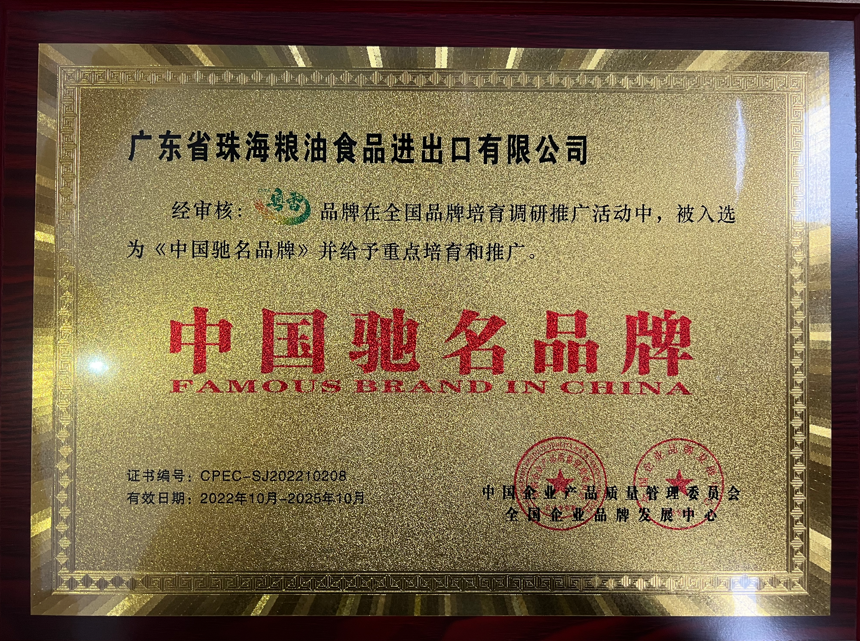 广东省珠海粮油食品进出口有限公司
经审核：粤香 品牌在全国品牌培育调研推广活动中，被入选
为《中国驰名品牌》并给予重点培育和推广。
中国驰名品牌
FAMOUS BRAND IN CHINA
证书编号：CPEC-SJ202210208
有效日期：2022年10月-2025年10月
中国企业产品质量管理委员会
全国企业品牌发展中心